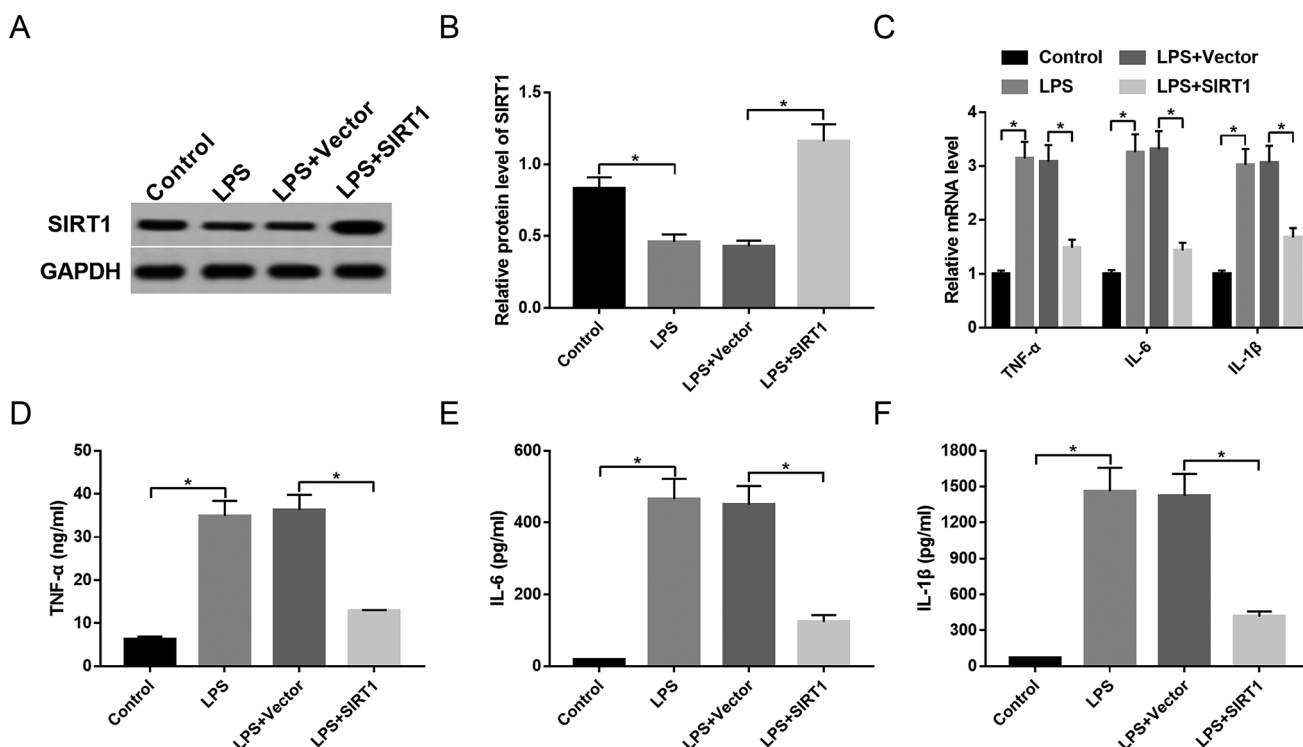 A
Control
LPS
LPS+Vector
LPS+SIRT1
SIRT1
GAPDH
B
Relative protein level of SIRT1
1.5
1.0
0.5
0.0
*
*
Control
LPS
LPS+Vector
LPS+SIRT1
C
Control
LPS+Vector
LPS
LPS+SIRT1
Relative mRNA level
4
3
2
1
0
* * * * * *
TNF-α
IL-6
IL-1β
D
TNF-α (ng/ml)
50
40
30
20
10
0
*
*
Control
LPS
LPS+Vector
LPS+SIRT1
E
IL-6 (pg/ml)
600
400
200
0
*
*
Control
LPS
LPS+Vector
LPS+SIRT1
F
IL-1β (pg/ml)
1800
1500
1200
900
600
300
0
*
*
Control
LPS
LPS+Vector
LPS+SIRT1